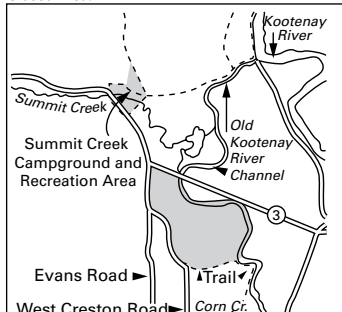 Kootenay
River
Summit Creek
Old
Kootenay
River
Channel
Summit Creek
Campground and
Recreation Area
3
Evans Road
Trail
West Creston Road
Corn Cr.